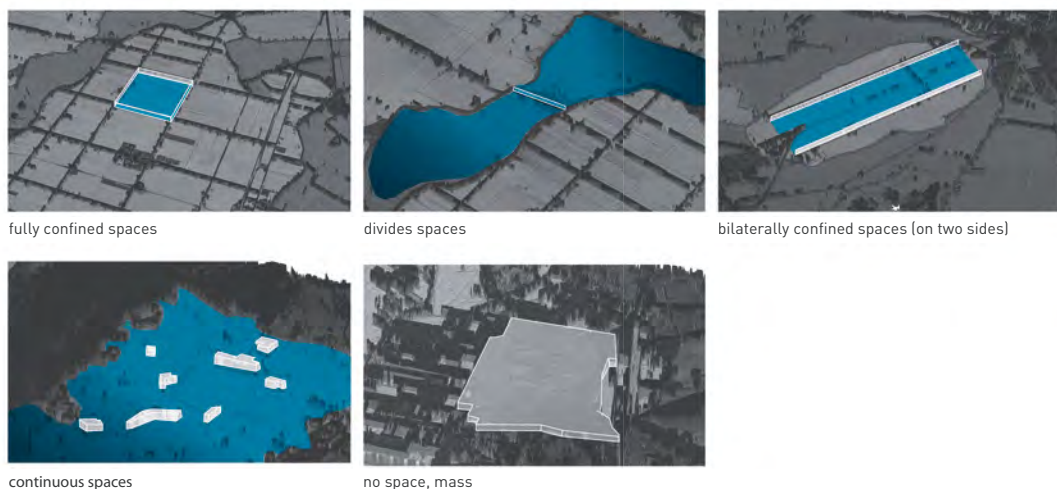 fully confined spaces
divides spaces
bilaterally confined spaces (on two sides)
continuous spaces
no space, mass